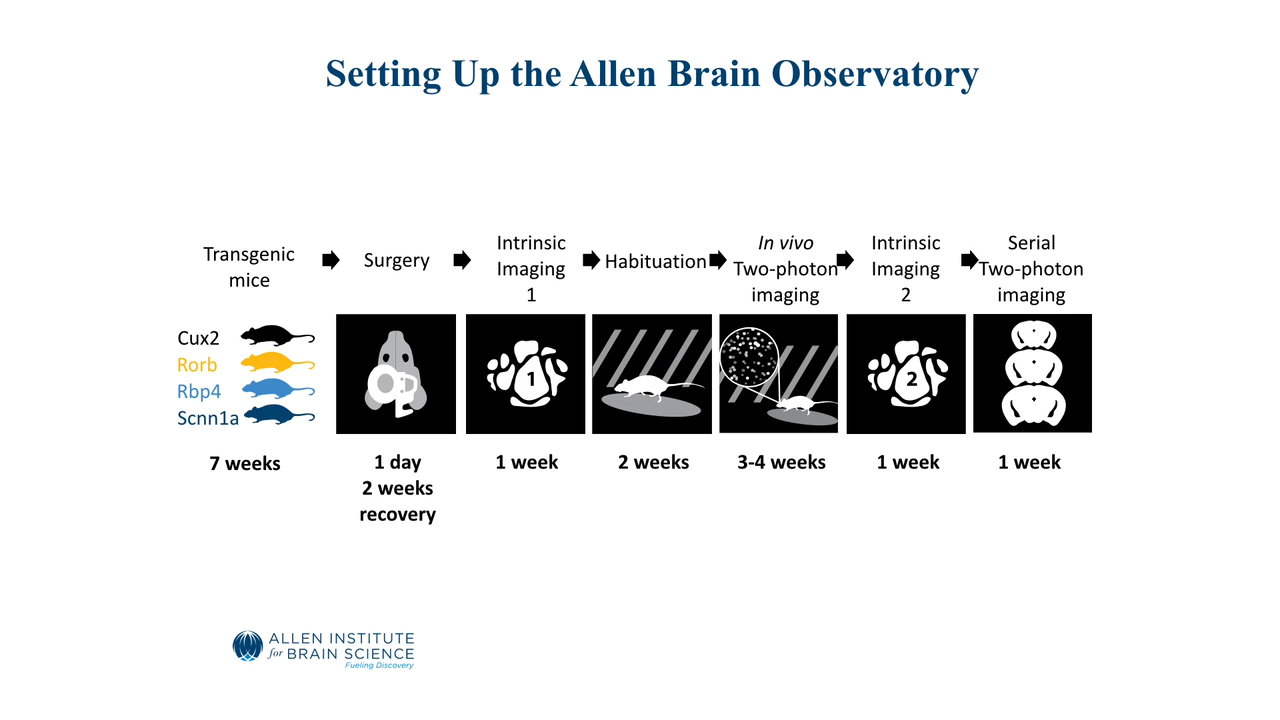 Setting Up the Allen Brain Observatory
Transgenic
mice
Surgery
Intrinsic
Imaging
1
Habituation
In vivo
Two-photon
imaging
Intrinsic
Imaging
2
Serial
Two-photon
imaging
Cux2
Rorb
Rbp4
Scnn1a
1
2
7 weeks
1 day
2 weeks
recovery
1 week
2 weeks
3-4 weeks
1 week
1 week
ALLEN INSTITUTE
for BRAIN SCIENCE
Fueling Discovery